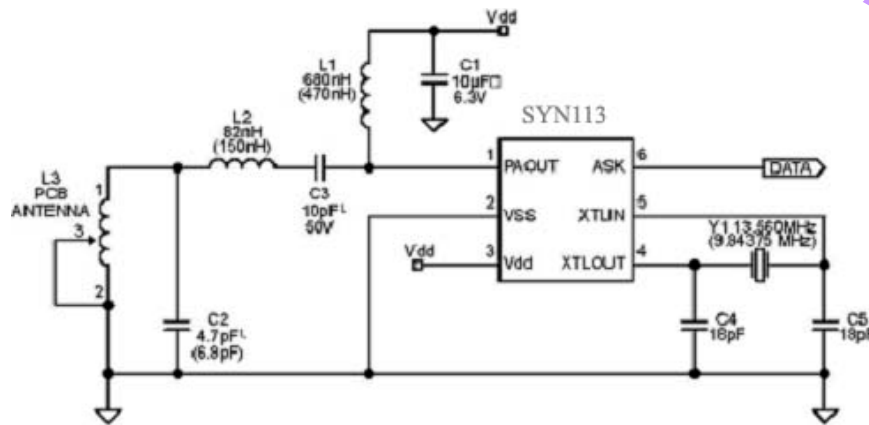 Vdd
L1
680nH
(470nH)
C1
10µF
6.3V
SYN113
L2
82nH
(150nH)
L3
PCB
ANTENNA
1
3
2
C3
10pF
50V
1
PAOUT
ASK
6
DATA
2
VSS
XTLIN
5
Y1 13.560MHz
(9.84375 MHz)
Vdd
3
Vdd
XTLOUT
4
C2
4.7pF
(6.8pF)
C4
18pF
C5
18pF